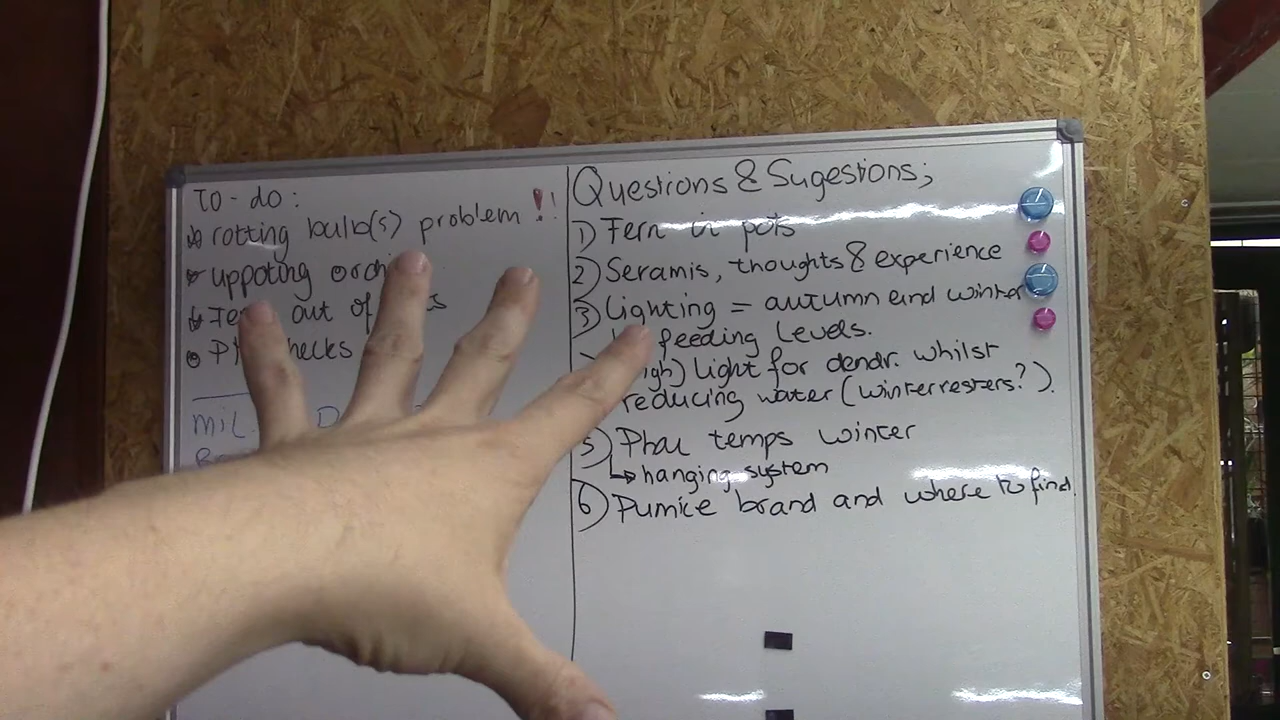 TO-do:
rotting bulb(s) problem !!
uppoting
out of
checks
mil.
Questions & Sugestions;
1) Fern in pots
2) Seramis, thoughts & experience
3) Lighting = autumn and winter
feeding levels.
light for dendr. whilst
reducing water (winterresters?).
5) Phal temps winter
↳ hanging system
6) Pumice brand and where to find.